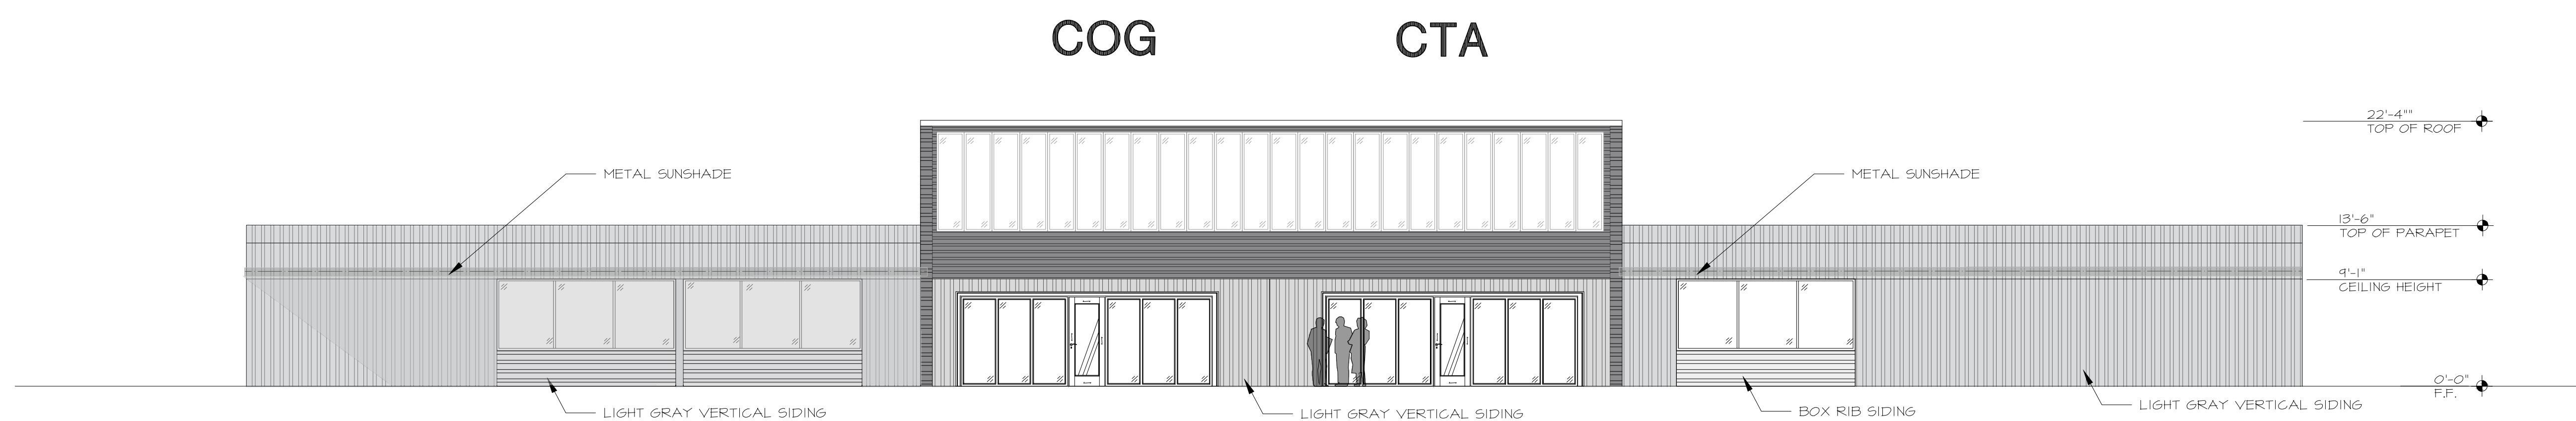 COG
CTA
22'-4""
TOP OF ROOF
METAL SUNSHADE
METAL SUNSHADE
13'-6"
TOP OF PARAPET
9'-1"
CEILING HEIGHT
0'-0"
F.F.
LIGHT GRAY VERTICAL SIDING
LIGHT GRAY VERTICAL SIDING
BOX RIB SIDING
LIGHT GRAY VERTICAL SIDING